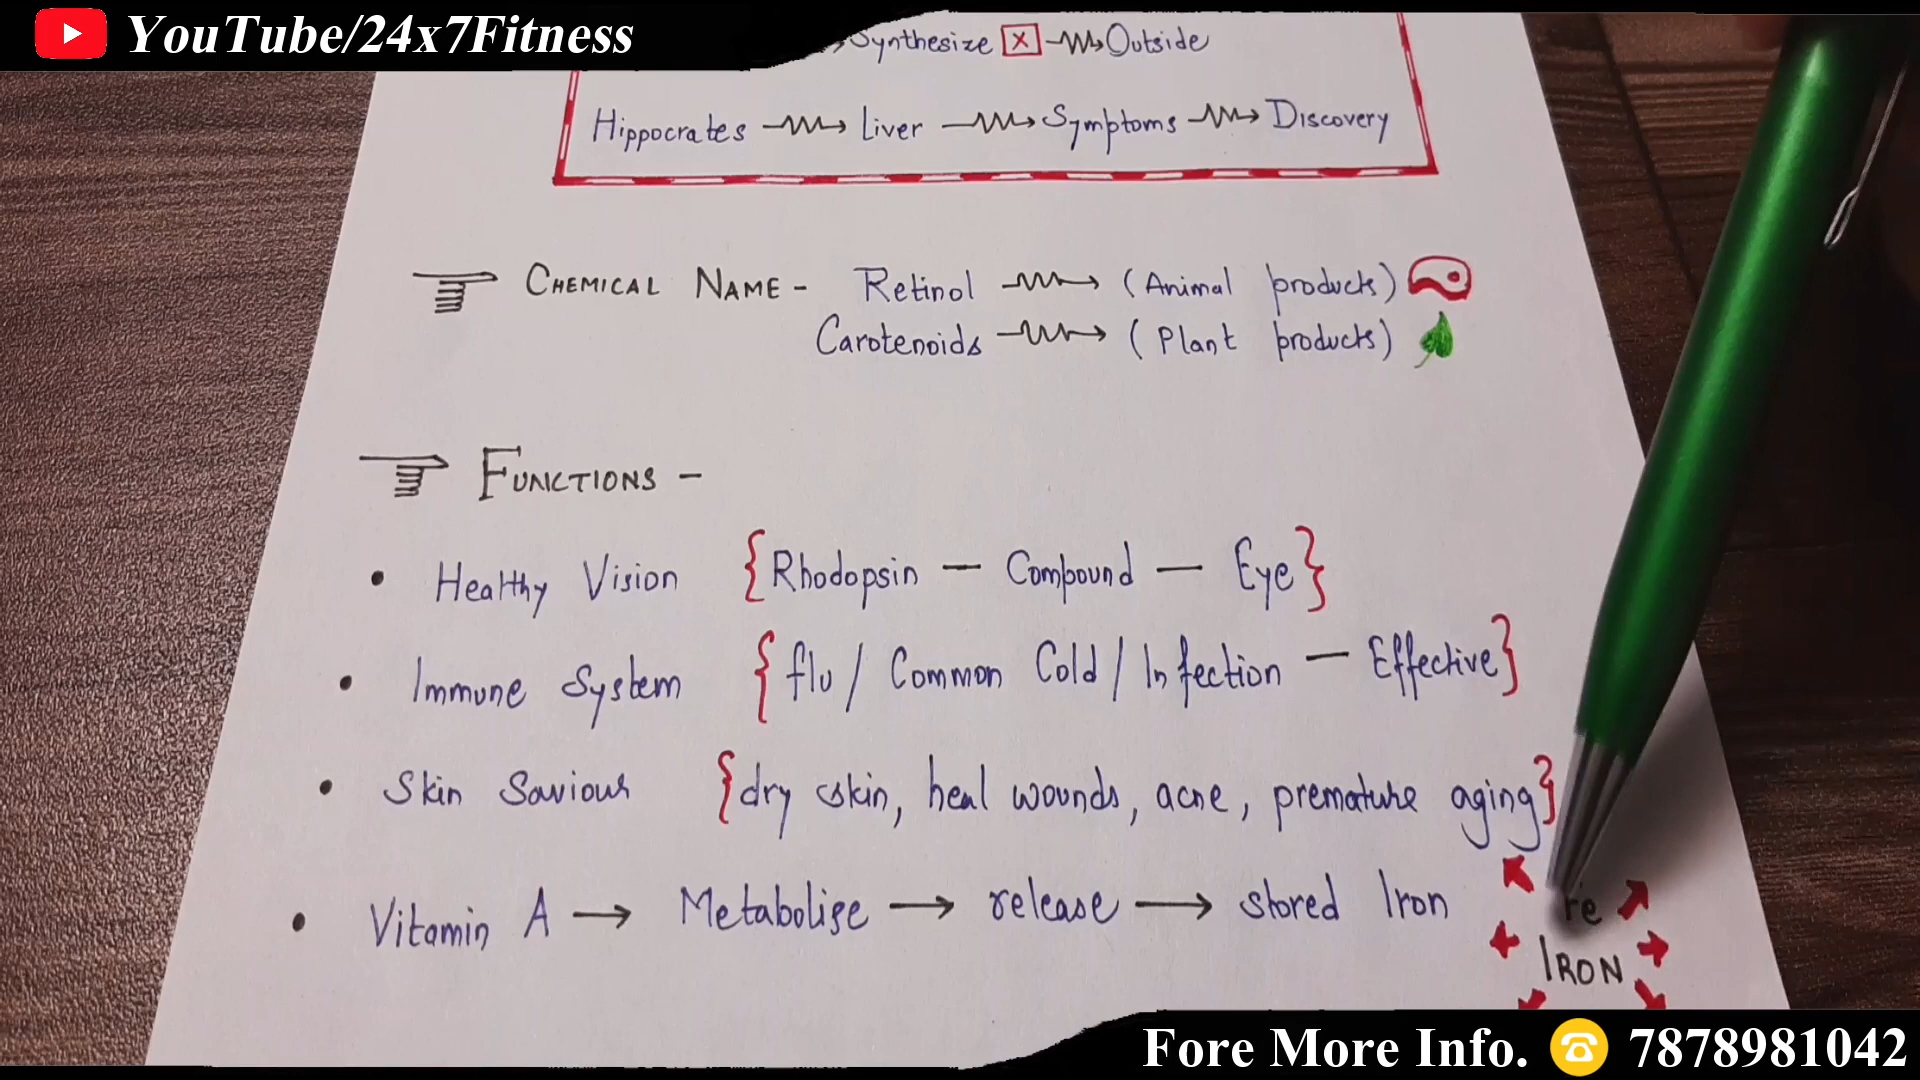 YouTube/24x7Fitness
Synthesize x Outside
Hippocrates Liver Symptoms Discovery
CHEMICAL NAME - Retinol (Animal products)
Carotenoids (Plant products)
FUNCTIONS -
• Healthy Vision {Rhodopsin — Compound — Eye}
• Immune System {flu / Common Cold / Infection — Effective}
• Skin Saviour {dry skin, heal wounds, acne, premature aging}
• Vitamin A → Metabolise → release → stored Iron
IRON
Fore More Info. 7878981042